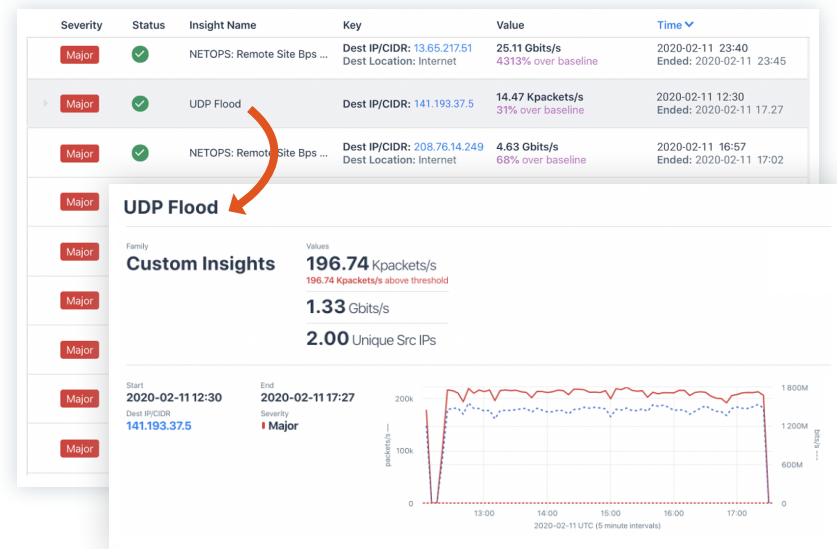 Severity Status Insight Name Key Value Time
Major NETOPS: Remote Site Bps ... Dest IP/CIDR: 13.65.217.51 25.11 Gbits/s 2020-02-11 23:40
Dest Location: Internet 4313% over baseline Ended: 2020-02-11 23:45
Major UDP Flood Dest IP/CIDR: 141.193.37.5 14.47 Kpackets/s 2020-02-11 12:30
31% over baseline Ended: 2020-02-11 17.27
Major NETOPS: Remote Site Bps ... Dest IP/CIDR: 208.76.14.249 4.63 Gbits/s 2020-02-11 16:57
Dest Location: Internet 68% over baseline Ended: 2020-02-11 17:02
Major
Major
Major
Major
Major
Major
UDP Flood
Family Values
Custom Insights 196.74 Kpackets/s
196.74 Kpackets/s above threshold
1.33 Gbits/s
2.00 Unique Src IPs
Start End
2020-02-11 12:30 2020-02-11 17:27
Dest IP/CIDR Severity
141.193.37.5 Major
packets/s
200k
100k
0
1800M
1200M
600M
0
bits/s
13:00 14:00 15:00 16:00 17:00
2020-02-11 UTC (5 minute intervals)